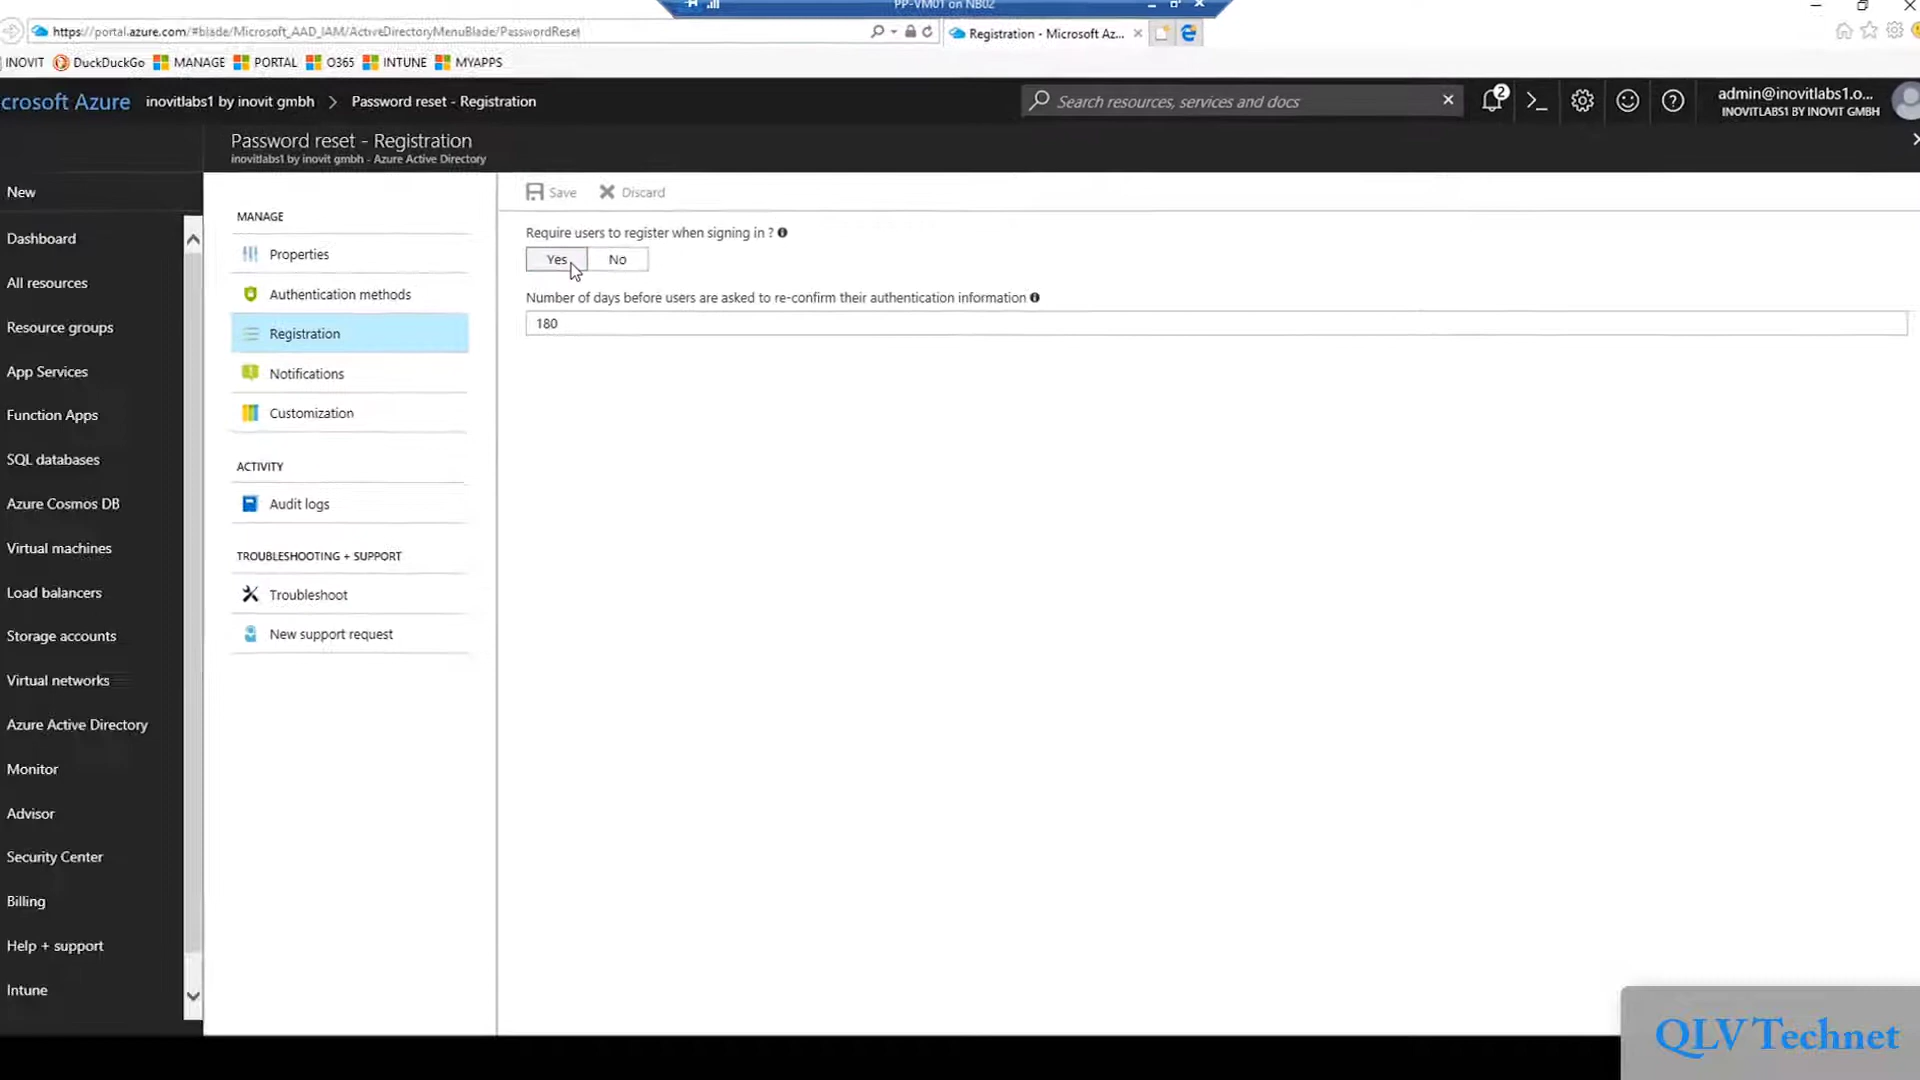 PP-VM01 on NB02
https://portal.azure.com/#blade/Microsoft_AAD_IAM/ActiveDirectoryMenuBlade/PasswordReset
Registration - Microsoft Az...
INOVIT DuckDuckGo MANAGE PORTAL O365 INTUNE MYAPPS
crosoft Azure inovitlabs1 by inovit gmbh > Password reset - Registration
Search resources, services and docs
2
admin@inovitlabs1.o...
INOVITLABS1 BY INOVIT GMBH
Password reset - Registration
inovitlabs1 by inovit gmbh - Azure Active Directory
New
Dashboard
All resources
Resource groups
App Services
Function Apps
SQL databases
Azure Cosmos DB
Virtual machines
Load balancers
Storage accounts
Virtual networks
Azure Active Directory
Monitor
Advisor
Security Center
Billing
Help + support
Intune
MANAGE
Properties
Authentication methods
Registration
Notifications
Customization
ACTIVITY
Audit logs
TROUBLESHOOTING + SUPPORT
Troubleshoot
New support request
Save Discard
Require users to register when signing in ?
Yes No
Number of days before users are asked to re-confirm their authentication information
180
QLV Technet